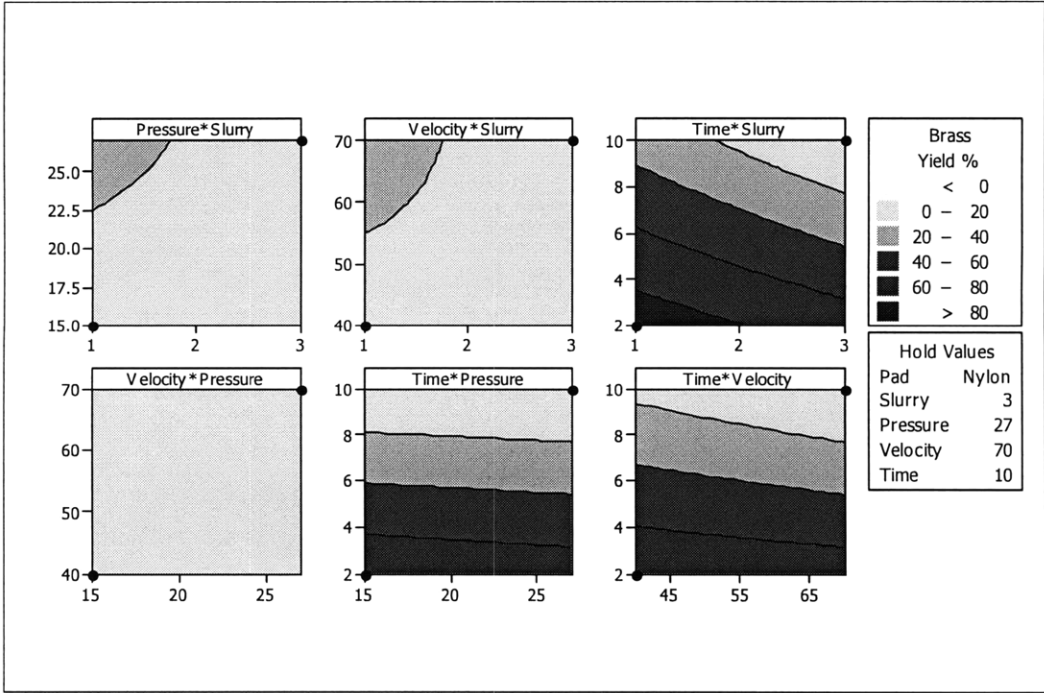 Pressure*Slurry
25.0
22.5
20.0
17.5
15.0
1 2 3
Velocity*Slurry
70
60
50
40
1 2 3
Time*Slurry
10
8
6
4
2
1 2 3
Brass
Yield %
< 0
0 – 20
20 – 40
40 – 60
60 – 80
> 80
Velocity*Pressure
70
60
50
40
15 20 25
Time*Pressure
10
8
6
4
2
15 20 25
Time*Velocity
10
8
6
4
2
45 55 65
Hold Values
Pad Nylon
Slurry 3
Pressure 27
Velocity 70
Time 10